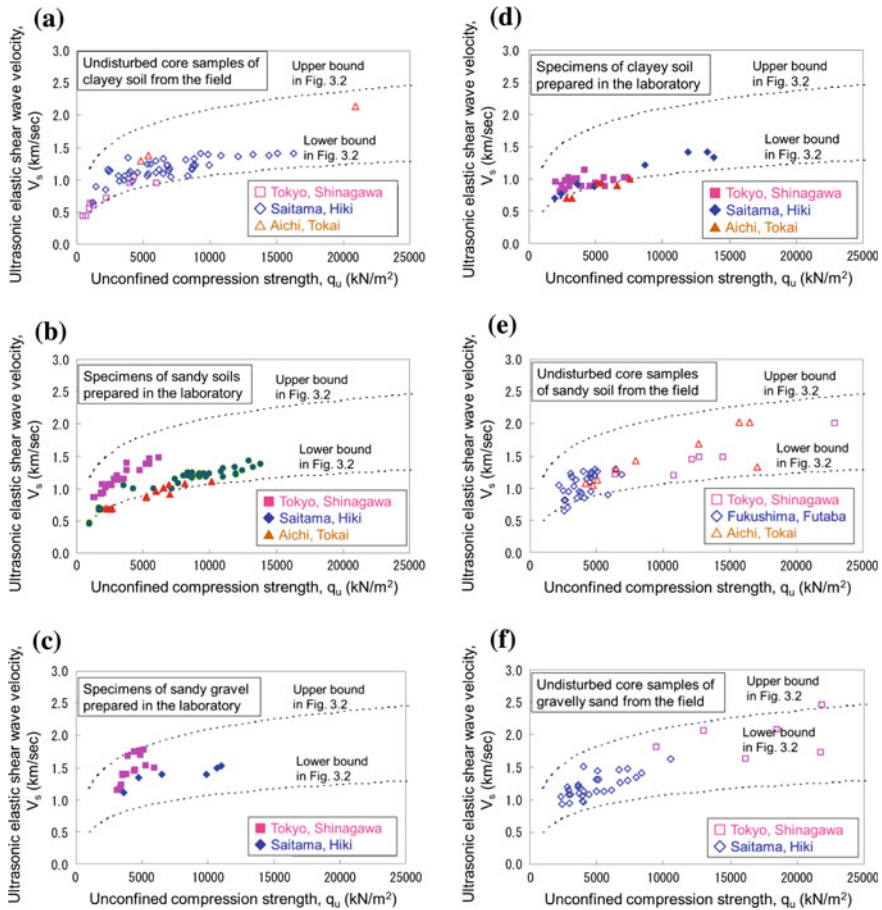 (a)
Ultrasonic elastic shear wave velocity,
Vs (km/sec)
3.0
2.5
2.0
1.5
1.0
0.5
0.0
Undisturbed core samples of
clayey soil from the field
Upper bound
in Fig. 3.2
Lower bound
in Fig. 3.2
Tokyo, Shinagawa
Saitama, Hiki
Aichi, Tokai
0 5000 10000 15000 20000 25000
Unconfined compression strength, qu (kN/m²)
(b)
Ultrasonic elastic shear wave velocity,
Vs (km/sec)
3.0
2.5
2.0
1.5
1.0
0.5
0.0
Specimens of sandy soils
prepared in the laboratory
Upper bound
in Fig. 3.2
Lower bound
in Fig. 3.2
Tokyo, Shinagawa
Saitama, Hiki
Aichi, Tokai
0 5000 10000 15000 20000 25000
Unconfined compression strength, qu (kN/m²)
(c)
Ultrasonic elastic shear wave velocity,
Vs (km/sec)
3.0
2.5
2.0
1.5
1.0
0.5
0.0
Specimens of sandy gravel
prepared in the laboratory
Upper bound
in Fig. 3.2
Lower bound
in Fig. 3.2
Tokyo, Shinagawa
Saitama, Hiki
0 5000 10000 15000 20000 25000
Unconfined compression strength, qu (kN/m²)
(d)
Ultrasonic elastic shear wave velocity,
Vs (km/sec)
3.0
2.5
2.0
1.5
1.0
0.5
0.0
Specimens of clayey soil
prepared in the laboratory
Upper bound
in Fig. 3.2
Lower bound
in Fig. 3.2
Tokyo, Shinagawa
Saitama, Hiki
Aichi, Tokai
0 5000 10000 15000 20000 25000
Unconfined compression strength, qu (kN/m²)
(e)
Ultrasonic elastic shear wave velocity,
Vs (km/sec)
3.0
2.5
2.0
1.5
1.0
0.5
0.0
Undisturbed core samples
of sandy soil from the field
Upper bound
in Fig. 3.2
Lower bound
in Fig. 3.2
Tokyo, Shinagawa
Fukushima, Futaba
Aichi, Tokai
0 5000 10000 15000 20000 25000
Unconfined compression strength, qu (kN/m²)
(f)
Ultrasonic elastic shear wave velocity,
Vs (km/sec)
3.0
2.5
2.0
1.5
1.0
0.5
0.0
Undisturbed core samples of
gravelly sand from the field
Upper bound
in Fig. 3.2
Lower bound
in Fig. 3.2
Tokyo, Shinagawa
Saitama, Hiki
0 5000 10000 15000 20000 25000
Unconfined compression strength, qu (kN/m²)